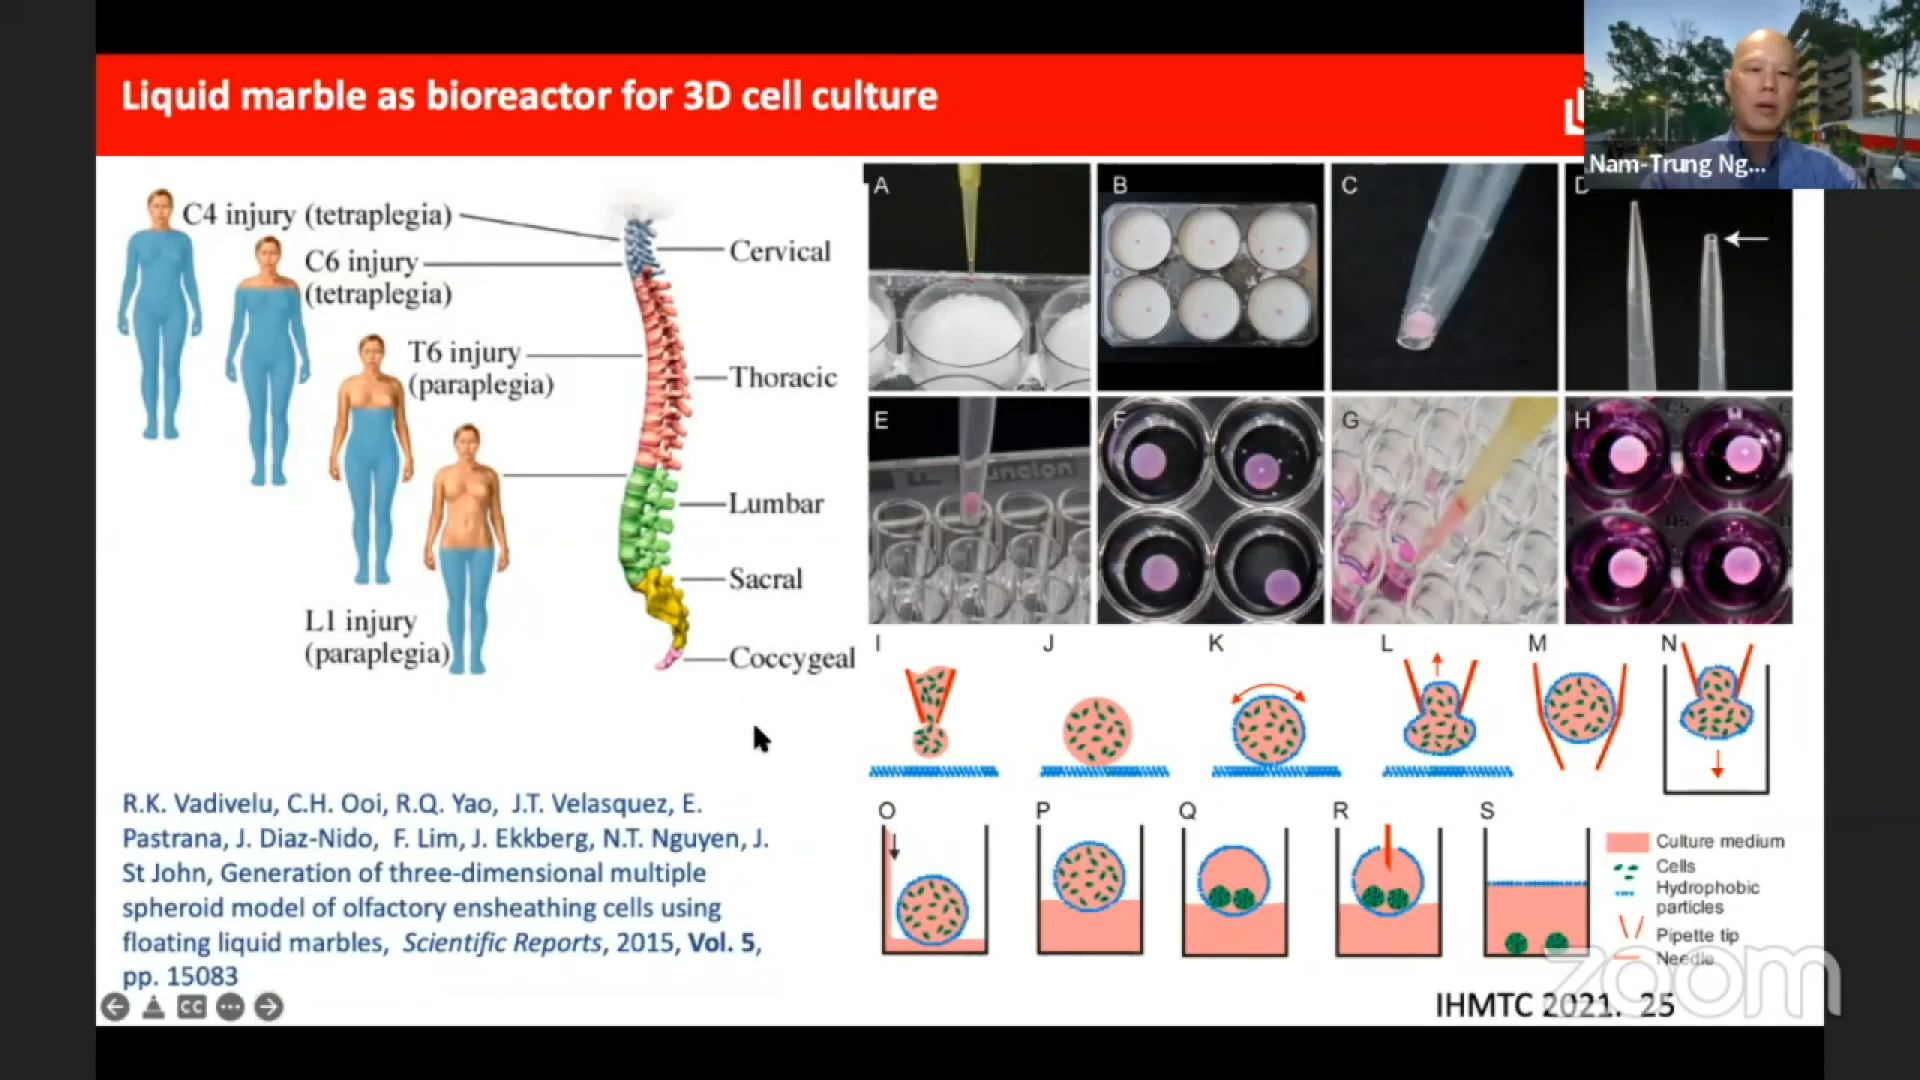 Liquid marble as bioreactor for 3D cell culture
Nam-Trung Ng...
C4 injury (tetraplegia)
C6 injury
(tetraplegia)
T6 injury
(paraplegia)
L1 injury
(paraplegia)
Cervical
Thoracic
Lumbar
Sacral
Coccygeal
A
B
C
D
E
F
G
H
I
J
K
L
M
N
O
P
Q
R
S
Culture medium
Cells
Hydrophobic
particles
Pipette tip
Needle
R.K. Vadivelu, C.H. Ooi, R.Q. Yao, J.T. Velasquez, E.
Pastrana, J. Diaz-Nido, F. Lim, J. Ekkberg, N.T. Nguyen, J.
St John, Generation of three-dimensional multiple
spheroid model of olfactory ensheathing cells using
floating liquid marbles, Scientific Reports, 2015, Vol. 5,
pp. 15083
CC
IHMTC 2021. 25
zoom